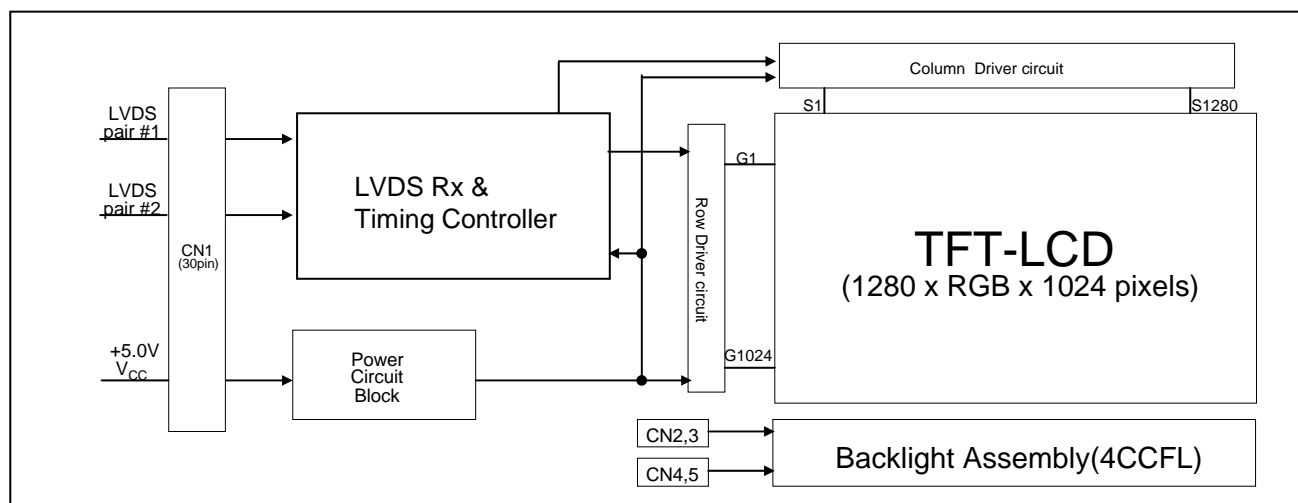 Column Driver circuit
S1
S1280
LVDS
pair #1
LVDS
pair #2
CN1
(30pin)
LVDS Rx &
Timing Controller
Row Driver circuit
G1
G1024
TFT-LCD
(1280 x RGB x 1024 pixels)
+5.0V
VCC
Power
Circuit
Block
CN2,3
CN4,5
Backlight Assembly(4CCFL)